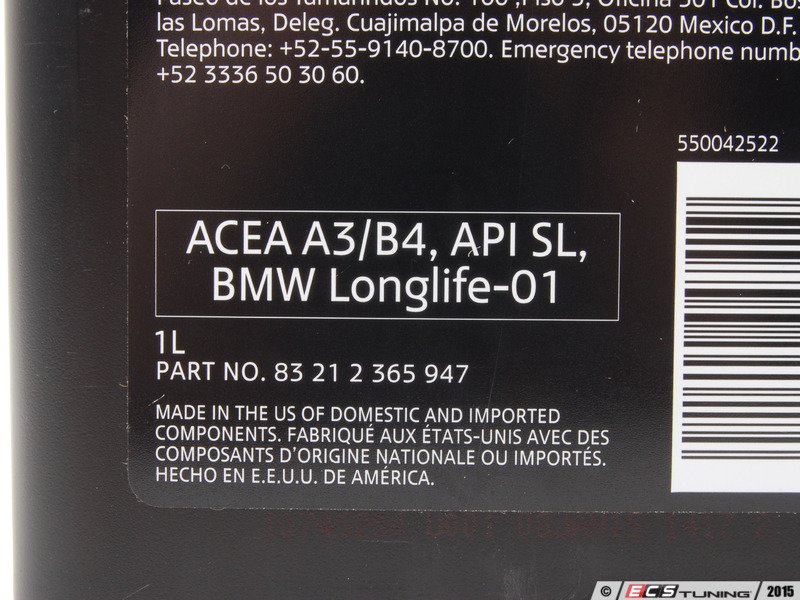 las Lomas, Deleg. Cuajimalpa de Morelos, 05120 Mexico D.F.
Telephone: +52-55-9140-8700. Emergency telephone
+52 3336 50 30 60.
550042522
ACEA A3/B4, API SL,
BMW Longlife-01
1L
PART NO. 83 21 2 365 947
MADE IN THE US OF DOMESTIC AND IMPORTED
COMPONENTS. FABRIQUÉ AUX ÉTATS-UNIS AVEC DES
COMPOSANTS D'ORIGINE NATIONALE OU IMPORTÉS.
HECHO EN E.E.U.U. DE AMÉRICA.
© ECS TUNING 2015